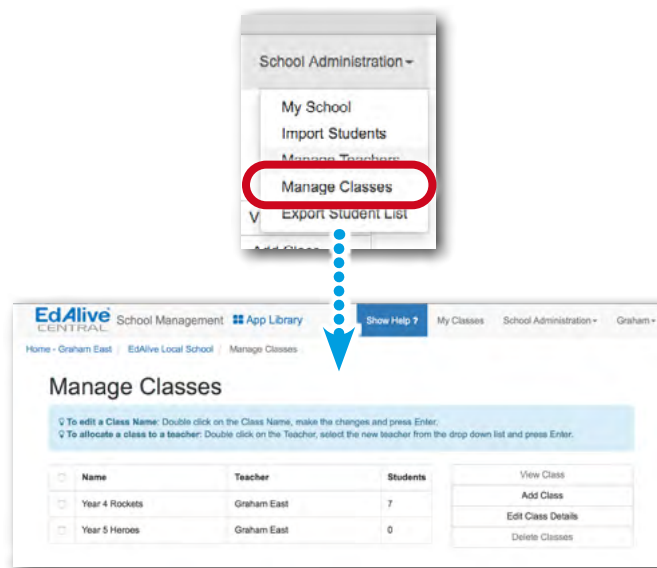 School Administration
My School
Import Students
Manage Teachers
Manage Classes
Export Student List
Add Class
EdAlive CENTRAL School Management App Library Show Help ? My Classes School Administration Graham
Home - Graham East / EdAlive Local School / Manage Classes
Manage Classes
To edit a Class Name: Double click on the Class Name, make the changes and press Enter.
To allocate a class to a teacher: Double click on the Teacher, select the new teacher from the drop down list and press Enter.
Name Teacher Students View Class
Add Class
Year 4 Rockets Graham East 7
Edit Class Details
Year 5 Heroes Graham East 0
Delete Classes